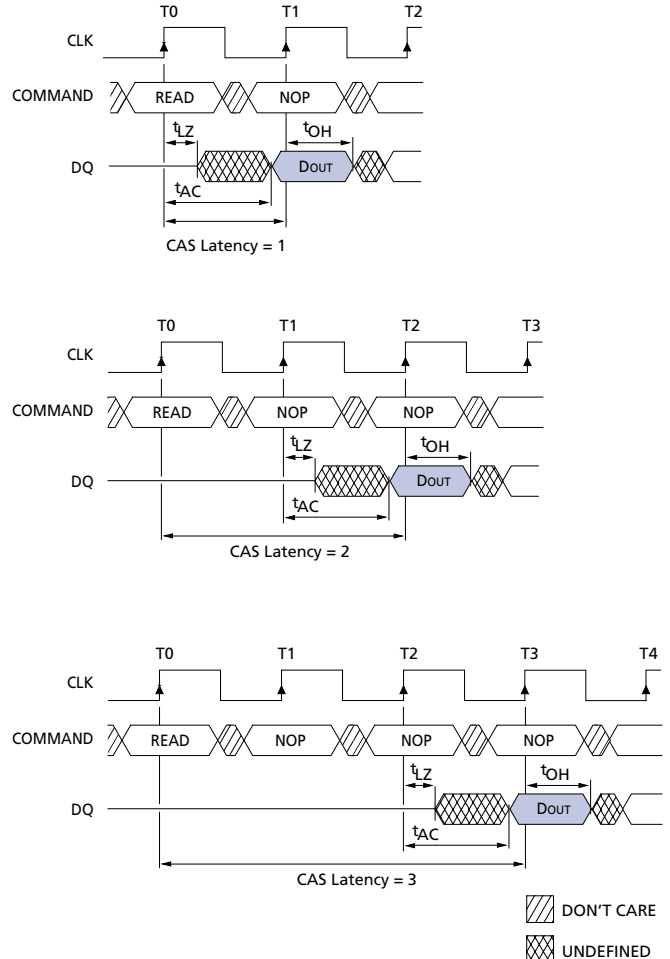 T0 T1 T2
CLK
COMMAND READ NOP
tLZ tOH
DQ DOUT
tAC
CAS Latency = 1
T0 T1 T2 T3
CLK
COMMAND READ NOP NOP
tLZ tOH
DQ DOUT
tAC
CAS Latency = 2
T0 T1 T2 T3 T4
CLK
COMMAND READ NOP NOP NOP
tLZ tOH
DQ DOUT
tAC
CAS Latency = 3
DON'T CARE
UNDEFINED